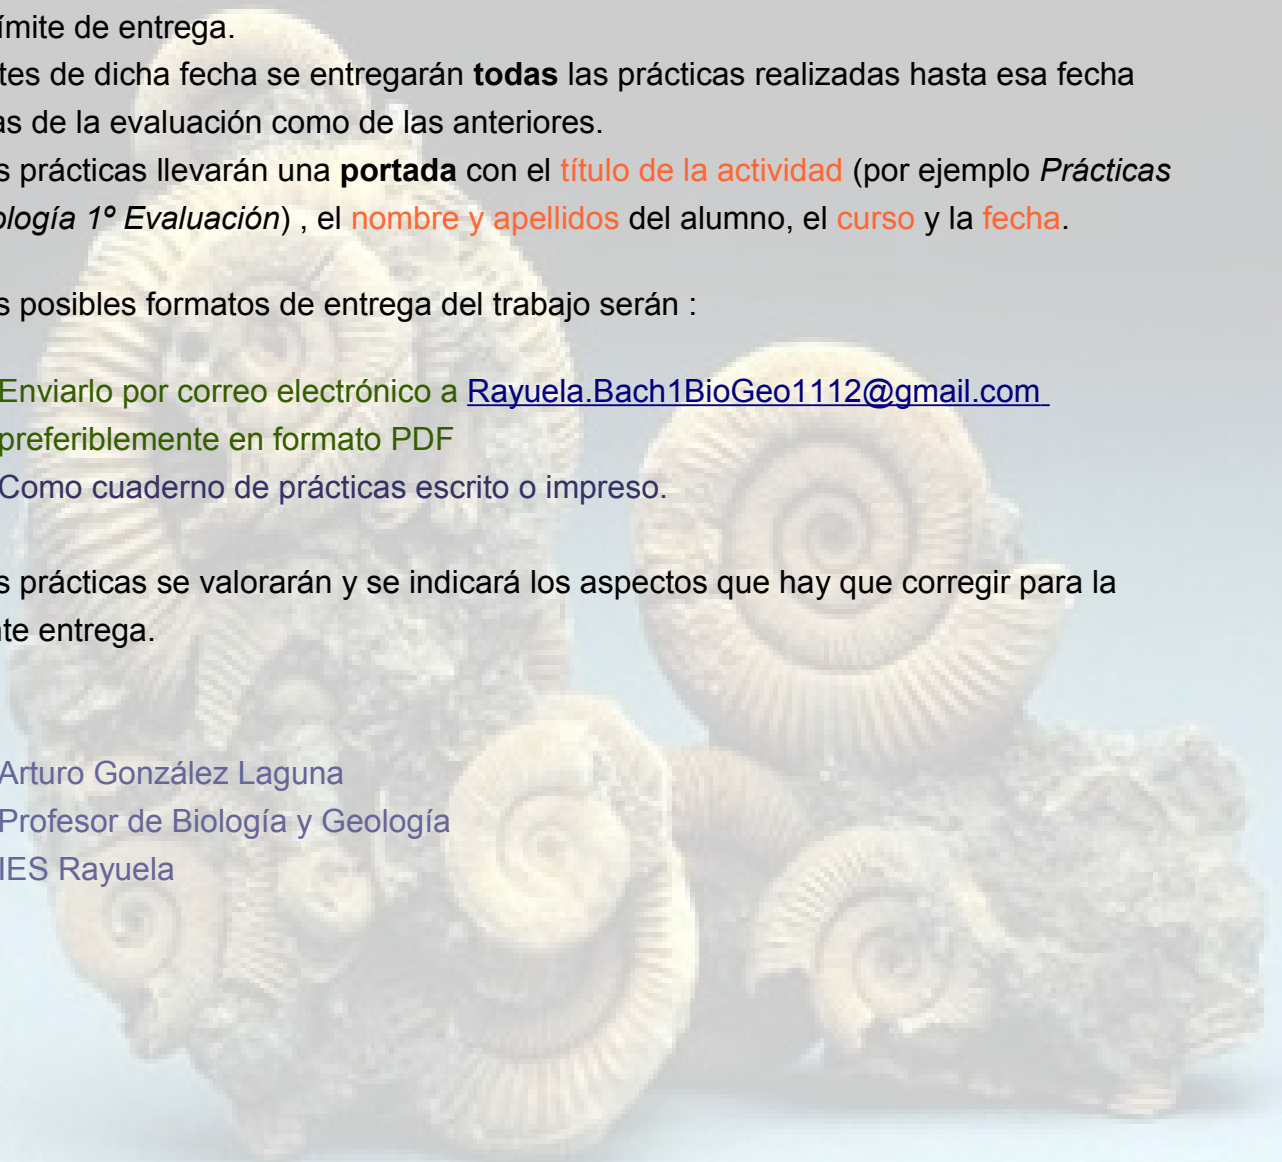 ímite de entrega.
tes de dicha fecha se entregarán todas las prácticas realizadas hasta esa fecha
as de la evaluación como de las anteriores.
s prácticas llevarán una portada con el título de la actividad (por ejemplo Prácticas
ología 1º Evaluación) , el nombre y apellidos del alumno, el curso y la fecha.
s posibles formatos de entrega del trabajo serán :
Enviarlo por correo electrónico a Rayuela.Bach1BioGeo1112@gmail.com
preferiblemente en formato PDF
Como cuaderno de prácticas escrito o impreso.
s prácticas se valorarán y se indicará los aspectos que hay que corregir para la
nte entrega.
Arturo González Laguna
Profesor de Biología y Geología
IES Rayuela